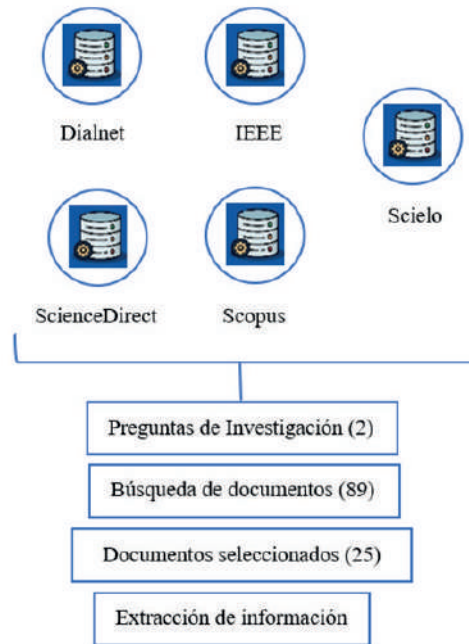 Dialnet
IEEE
Scielo
ScienceDirect
Scopus
Preguntas de Investigación (2)
Búsqueda de documentos (89)
Documentos seleccionados (25)
Extracción de información